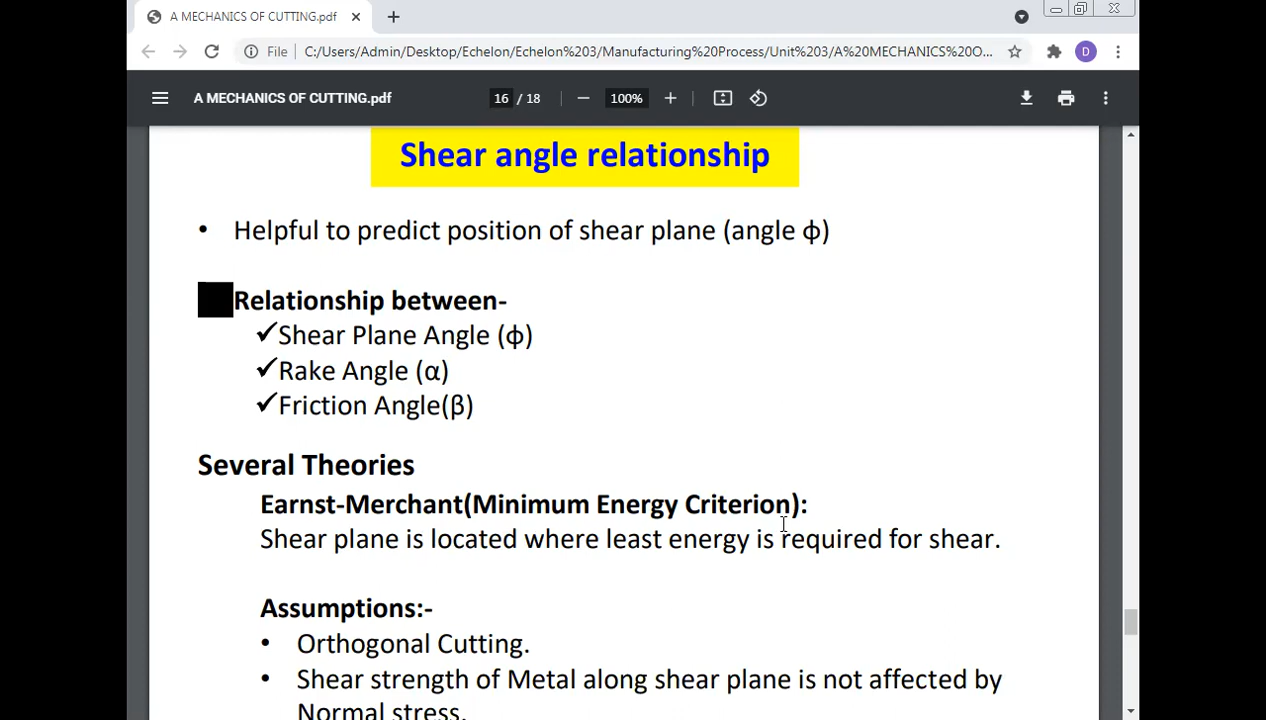 A MECHANICS OF CUTTING.pdf
File C:/Users/Admin/Desktop/Echelon/Echelon%203/Manufacturing%20Process/Unit%203/A%20MECHANICS%20O...
D
A MECHANICS OF CUTTING.pdf 16 / 18 100%
Shear angle relationship
• Helpful to predict position of shear plane (angle ϕ)
Relationship between-
✓Shear Plane Angle (ϕ)
✓Rake Angle (α)
✓Friction Angle(β)
Several Theories
Earnst-Merchant(Minimum Energy Criterion):
Shear plane is located where least energy is required for shear.
Assumptions:-
• Orthogonal Cutting.
• Shear strength of Metal along shear plane is not affected by
Normal stress.